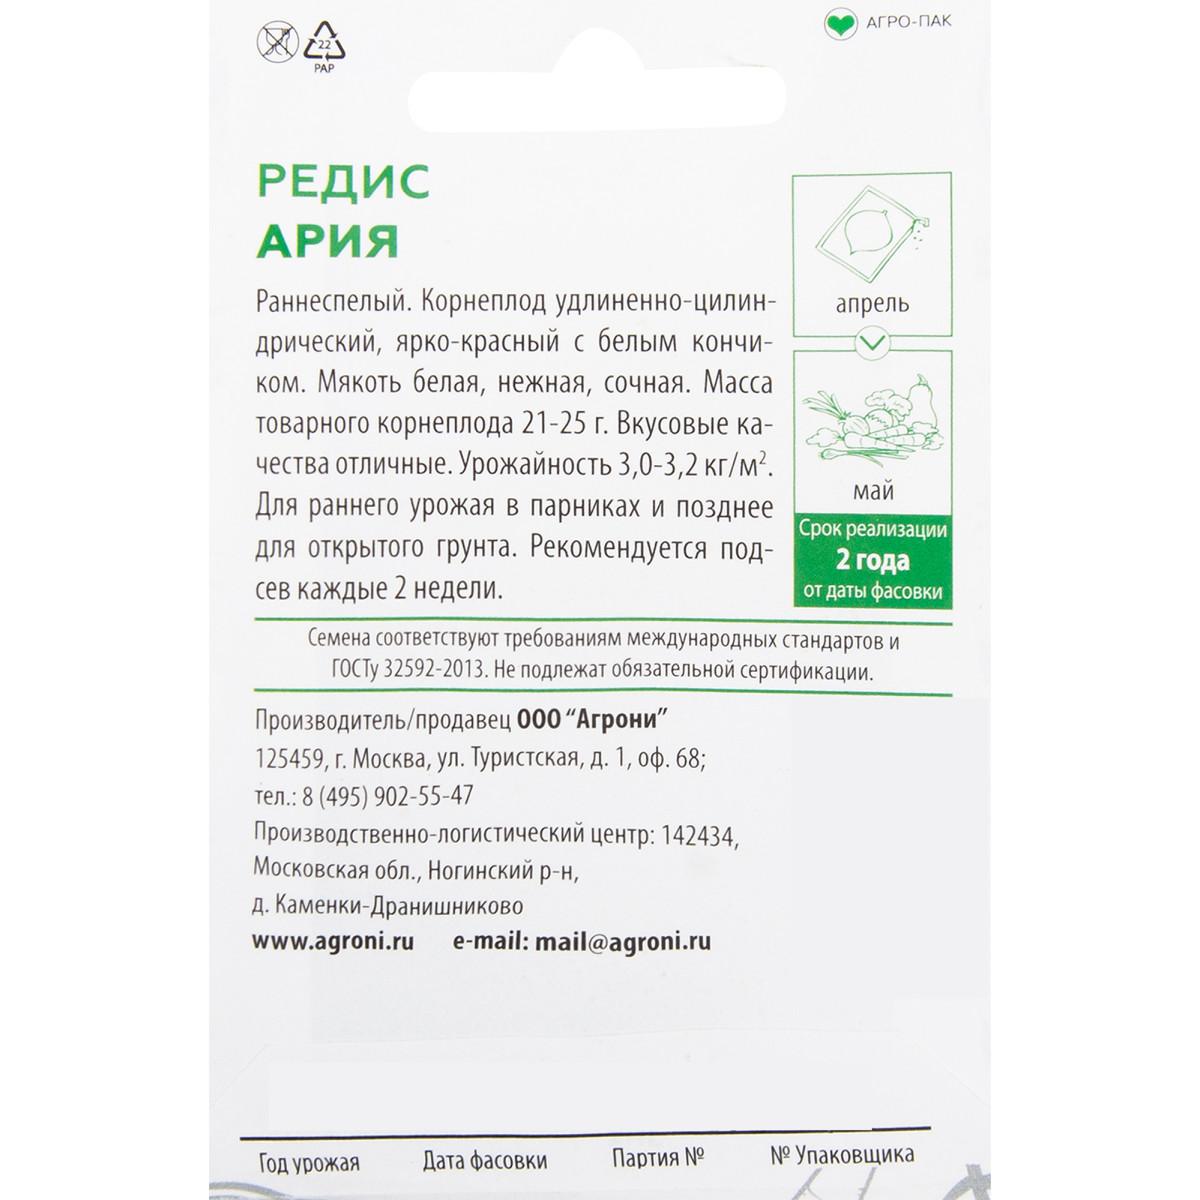 АГРО-ПАК
22
PAP
РЕДИС
АРИЯ
Раннеспелый. Корнеплод удлиненно-цилин-
дрический, ярко-красный с белым кончи-
ком. Мякоть белая, нежная, сочная. Масса
товарного корнеплода 21-25 г. Вкусовые ка-
чества отличные. Урожайность 3,0-3,2 кг/м².
Для раннего урожая в парниках и позднее
для открытого грунта. Рекомендуется под-
сев каждые 2 недели.
апрель
май
Срок реализации
2 года
от даты фасовки
Семена соответствуют требованиям международных стандартов и
ГОСТу 32592-2013. Не подлежат обязательной сертификации.
Производитель/продавец ООО “Агрони”
125459, г. Москва, ул. Туристская, д. 1, оф. 68;
тел.: 8 (495) 902-55-47
Производственно-логистический центр: 142434,
Московская обл., Ногинский р-н,
д. Каменки-Дранишниково
www.agroni.ru e-mail: mail@agroni.ru
Год урожая Дата фасовки Партия № № Упаковщика